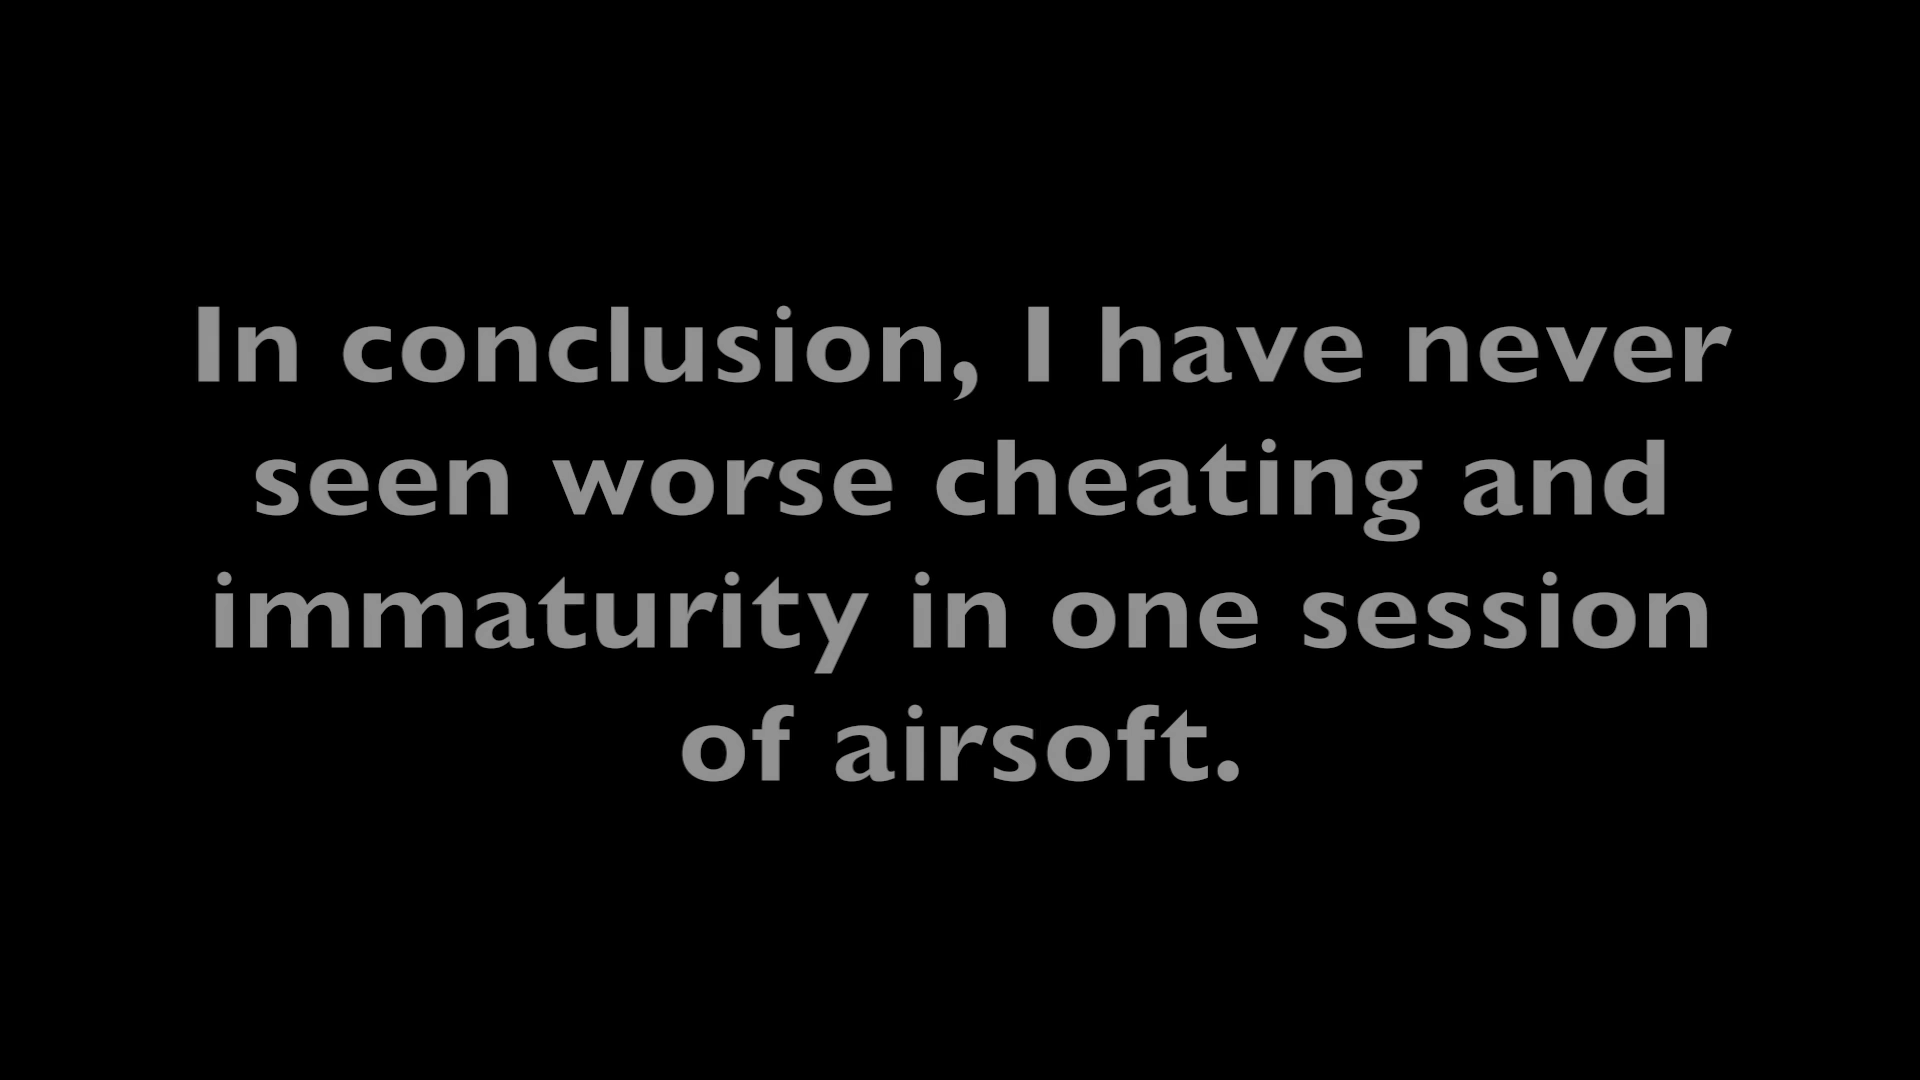 In conclusion, I have never
seen worse cheating and
immaturity in one session
of airsoft.